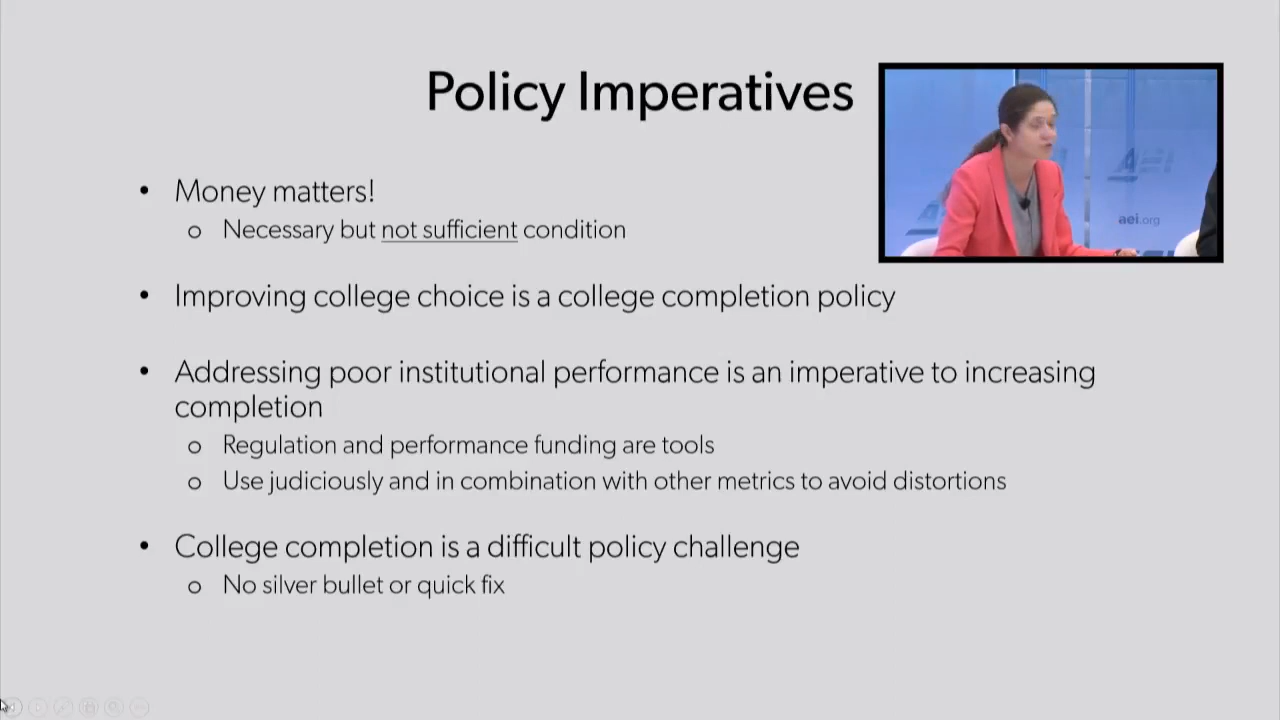 Policy Imperatives
• Money matters!
o Necessary but not sufficient condition
• Improving college choice is a college completion policy
• Addressing poor institutional performance is an imperative to increasing
completion
o Regulation and performance funding are tools
o Use judiciously and in combination with other metrics to avoid distortions
• College completion is a difficult policy challenge
o No silver bullet or quick fix
AEI
aei.org